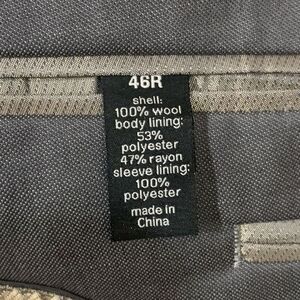 46R
shell:
100% wool
body lining:
53%
polyester
47% rayon
sleeve lining:
100%
polyester
made in
China